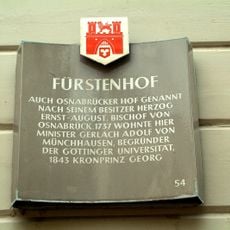 FÜRSTENHOF
AUCH OSNABRÜCKER HOF GENANNT
NACH SEINEM BESITZER HERZOG
ERNST-AUGUST, BISCHOF VON
OSNABRÜCK 1737 WOHNTE HIER
MINISTER GERLACH ADOLF VON
MÜNCHHAUSEN, BEGRÜNDER
DER GÖTTINGER UNIVERSITÄT,
1843 KRONPRINZ GEORG
54